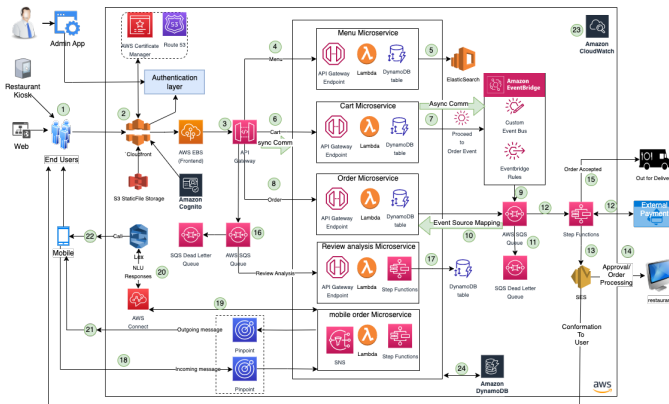 Admin App
AWS Certificate
Manager
Route 53
Restaurant
Kiosk
Web
1
End Users
Authentication
layer
2
Cloudfront
AWS EBS
(Frontend)
3
API
Gateway
S3 StaticFile Storage
Amazon
Cognito
4
Menu
Menu Microservice
API Gateway
Endpoint
Lambda
DynamoDB
table
5
ElasticSearch
6
Cart
sync Comm
Cart Microservice
API Gateway
Endpoint
Lambda
DynamoDB
table
Async Comm
7
Proceed
to
Order Event
Amazon
EventBridge
Custom
Event Bus
Eventbridge
Rules
8
Order
Order Microservice
API Gateway
Endpoint
Lambda
DynamoDB
table
9
Event Source Mapping
10
AWS SQS
Queue
11
SQS Dead Letter
Queue
12
Step Functions
12
External
Payment
Order Accepted
15
Out for Deliver
13
SES
14
Approval/
Order
Processing
restaurant
Conformation
To
User
16
SQS Dead Letter
Queue
AWS SQS
Queue
Review Analysis
Review analysis Microservice
API Gateway
Endpoint
Lambda
Step Functions
17
DynamoDB
table
mobile order Microservice
SNS
Lambda
Step Functions
Mobile
22
Call
Lex
NLU
Responses
20
AWS
Connect
19
21
Outgoing message
Pinpoint
18
Incoming message
Pinpoint
23
Amazon
CloudWatch
24
Amazon
DynamoDB
aws